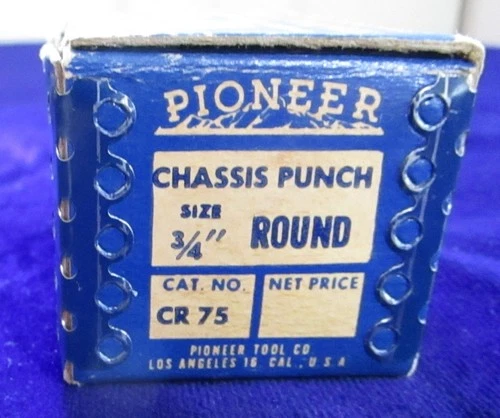 PIONEER
CHASSIS PUNCH
SIZE
3/4" ROUND
CAT. NO. NET PRICE
CR 75
PIONEER TOOL CO
LOS ANGELES 16 CAL., U.S.A